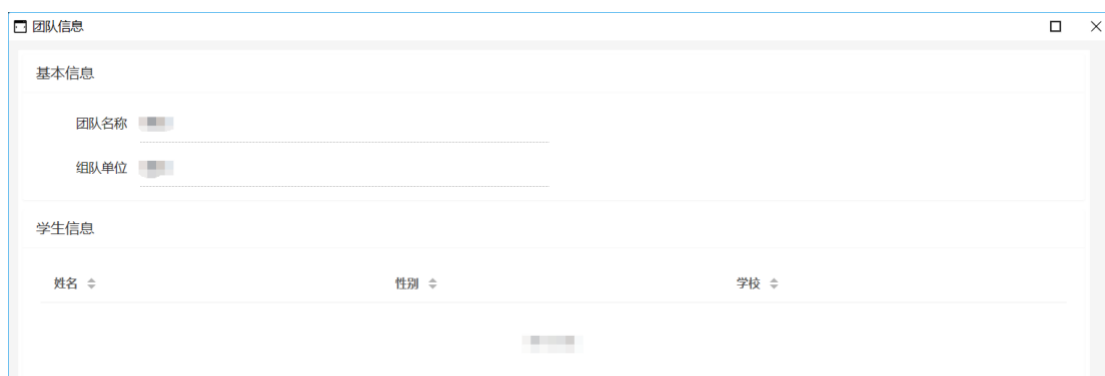 团队信息
基本信息
团队名称
组队单位
学生信息
姓名 性别 学校